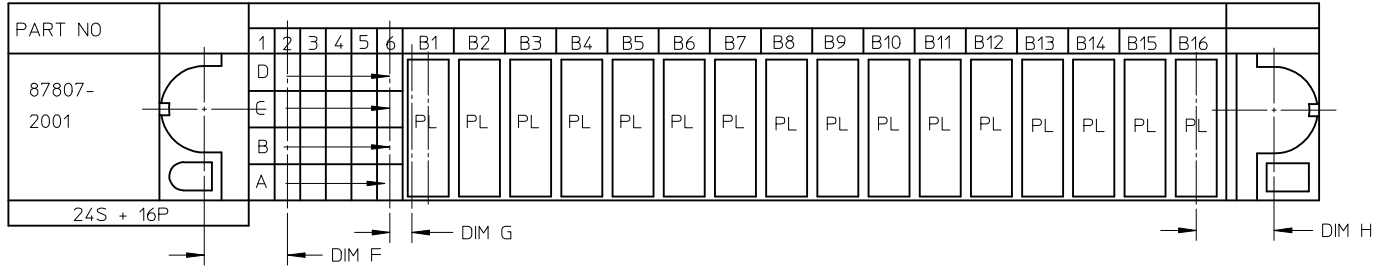 PART NO
1 2 3 4 5 6 B1 B2 B3 B4 B5 B6 B7 B8 B9 B10 B11 B12 B13 B14 B15 B16
87807-
2001
D
C
B
A
PL PL PL PL PL PL PL PL PL PL PL PL PL PL PL PL
24S + 16P
DIM F
DIM G
DIM H